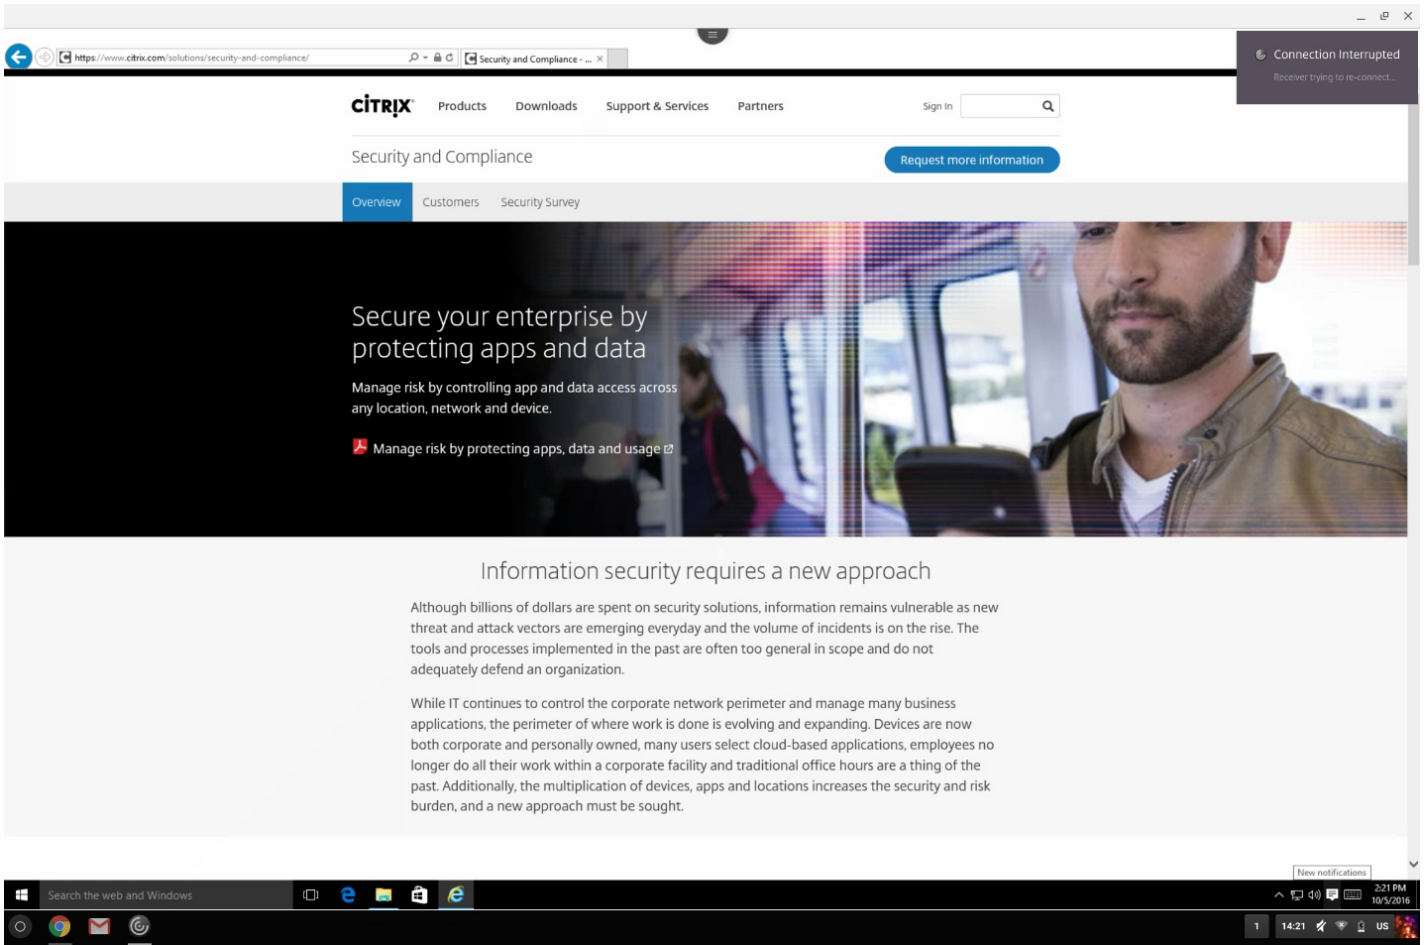 https://www.citrix.com/solutions/security-and-compliance/
Security and Compliance - ...
Connection Interrupted
Receiver trying to re-connect...
CİTRIX
Products
Downloads
Support & Services
Partners
Sign In
Security and Compliance
Request more information
Overview
Customers
Security Survey
Secure your enterprise by
protecting apps and data
Manage risk by controlling app and data access across
any location, network and device.
Manage risk by protecting apps, data and usage
Information security requires a new approach
Although billions of dollars are spent on security solutions, information remains vulnerable as new
threat and attack vectors are emerging everyday and the volume of incidents is on the rise. The
tools and processes implemented in the past are often too general in scope and do not
adequately defend an organization.
While IT continues to control the corporate network perimeter and manage many business
applications, the perimeter of where work is done is evolving and expanding. Devices are now
both corporate and personally owned, many users select cloud-based applications, employees no
longer do all their work within a corporate facility and traditional office hours are a thing of the
past. Additionally, the multiplication of devices, apps and locations increases the security and risk
burden, and a new approach must be sought.
New notifications
Search the web and Windows
2:21 PM
10/5/2016
1
14:21
US